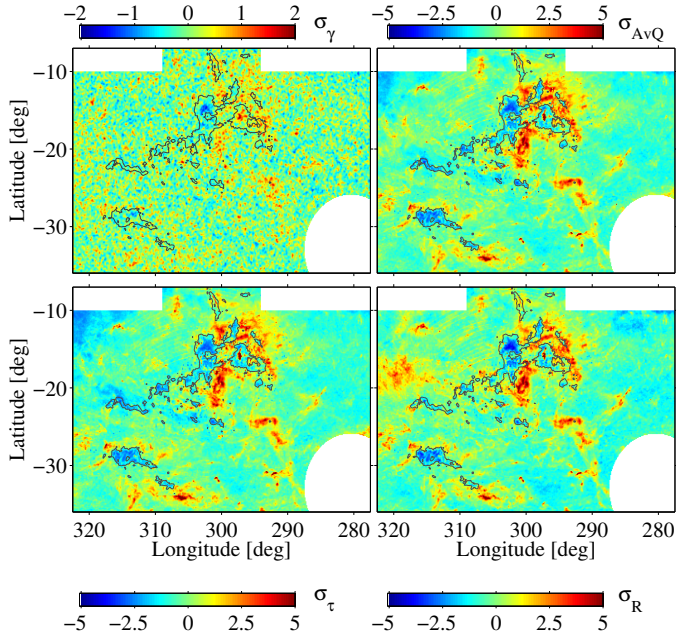 −2 −1 0 1 2 σγ
−5 −2.5 0 2.5 5 σAvQ
Latitude [deg]
−10
−20
−30
Latitude [deg]
−10
−20
−30
320 310 300 290 280
Longitude [deg]
320 310 300 290 280
Longitude [deg]
−5 −2.5 0 2.5 5 στ
−5 −2.5 0 2.5 5 σR